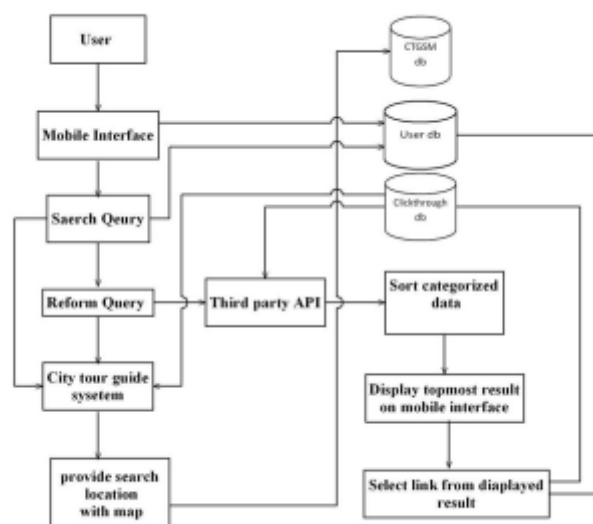 User
CTGSM
db
Mobile Interface
User db
Saerch Qeury
Clickthrough
db
Reform Query
Third party API
Sort categorized
data
City tour guide
sysetem
Display topmost result
on mobile interface
provide search
location
with map
Select link from diaplayed
result